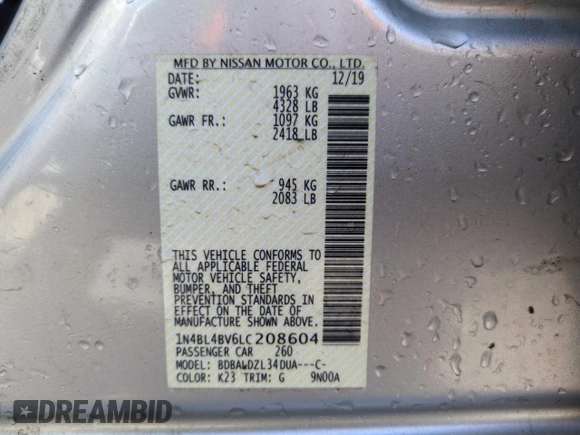 MFD BY NISSAN MOTOR CO., LTD.
DATE: 12/19
GVWR: 1963 KG
4328 LB
GAWR FR.: 1097 KG
2418 LB
GAWR RR.: 945 KG
2083 LB
THIS VEHICLE CONFORMS TO
ALL APPLICABLE FEDERAL
MOTOR VEHICLE SAFETY,
BUMPER, AND THEFT
PREVENTION STANDARDS IN
EFFECT ON THE DATE OF
MANUFACTURE SHOWN ABOVE.
1N4BL4BV6LC208604
PASSENGER CAR 260
MODEL: BDBALDZL34DUA---C-
COLOR: K23 TRIM: G 9N00A
DREAMBID.COM